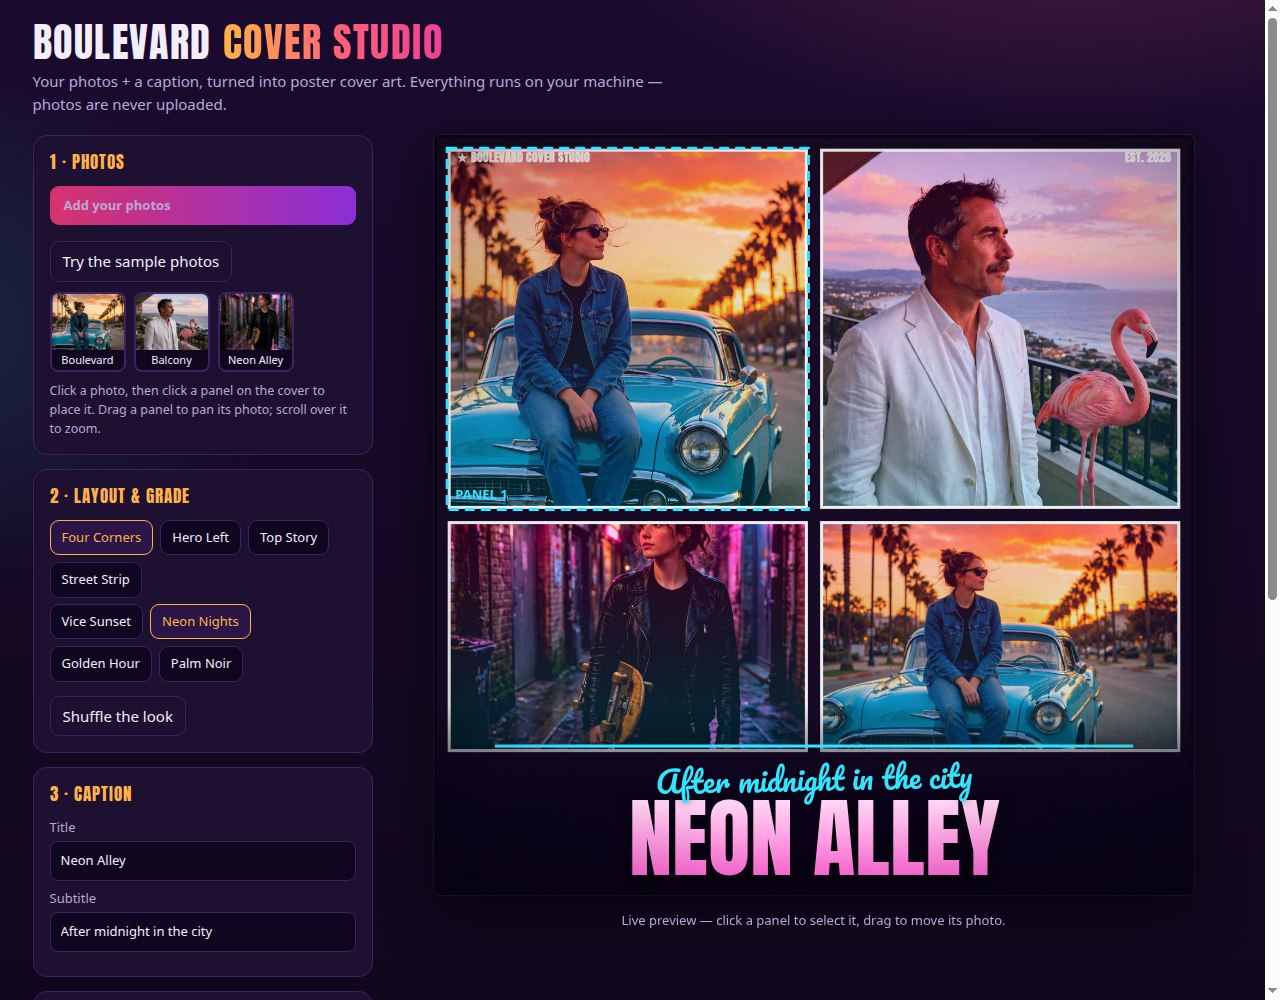 BOULEVARD COVER STUDIO
Your photos + a caption, turned into poster cover art. Everything runs on your machine —
photos are never uploaded.
1 · PHOTOS
Add your photos
Try the sample photos
Boulevard
Balcony
Neon Alley
Click a photo, then click a panel on the cover to
place it. Drag a panel to pan its photo; scroll over it
to zoom.
2 · LAYOUT & GRADE
Four Corners
Hero Left
Top Story
Street Strip
Vice Sunset
Neon Nights
Golden Hour
Palm Noir
Shuffle the look
3 · CAPTION
Title
Neon Alley
Subtitle
After midnight in the city
★ BOULEVARD COVER STUDIO
EST. 2026
PANEL 1
After midnight in the city
NEON ALLEY
Live preview — click a panel to select it, drag to move its photo.